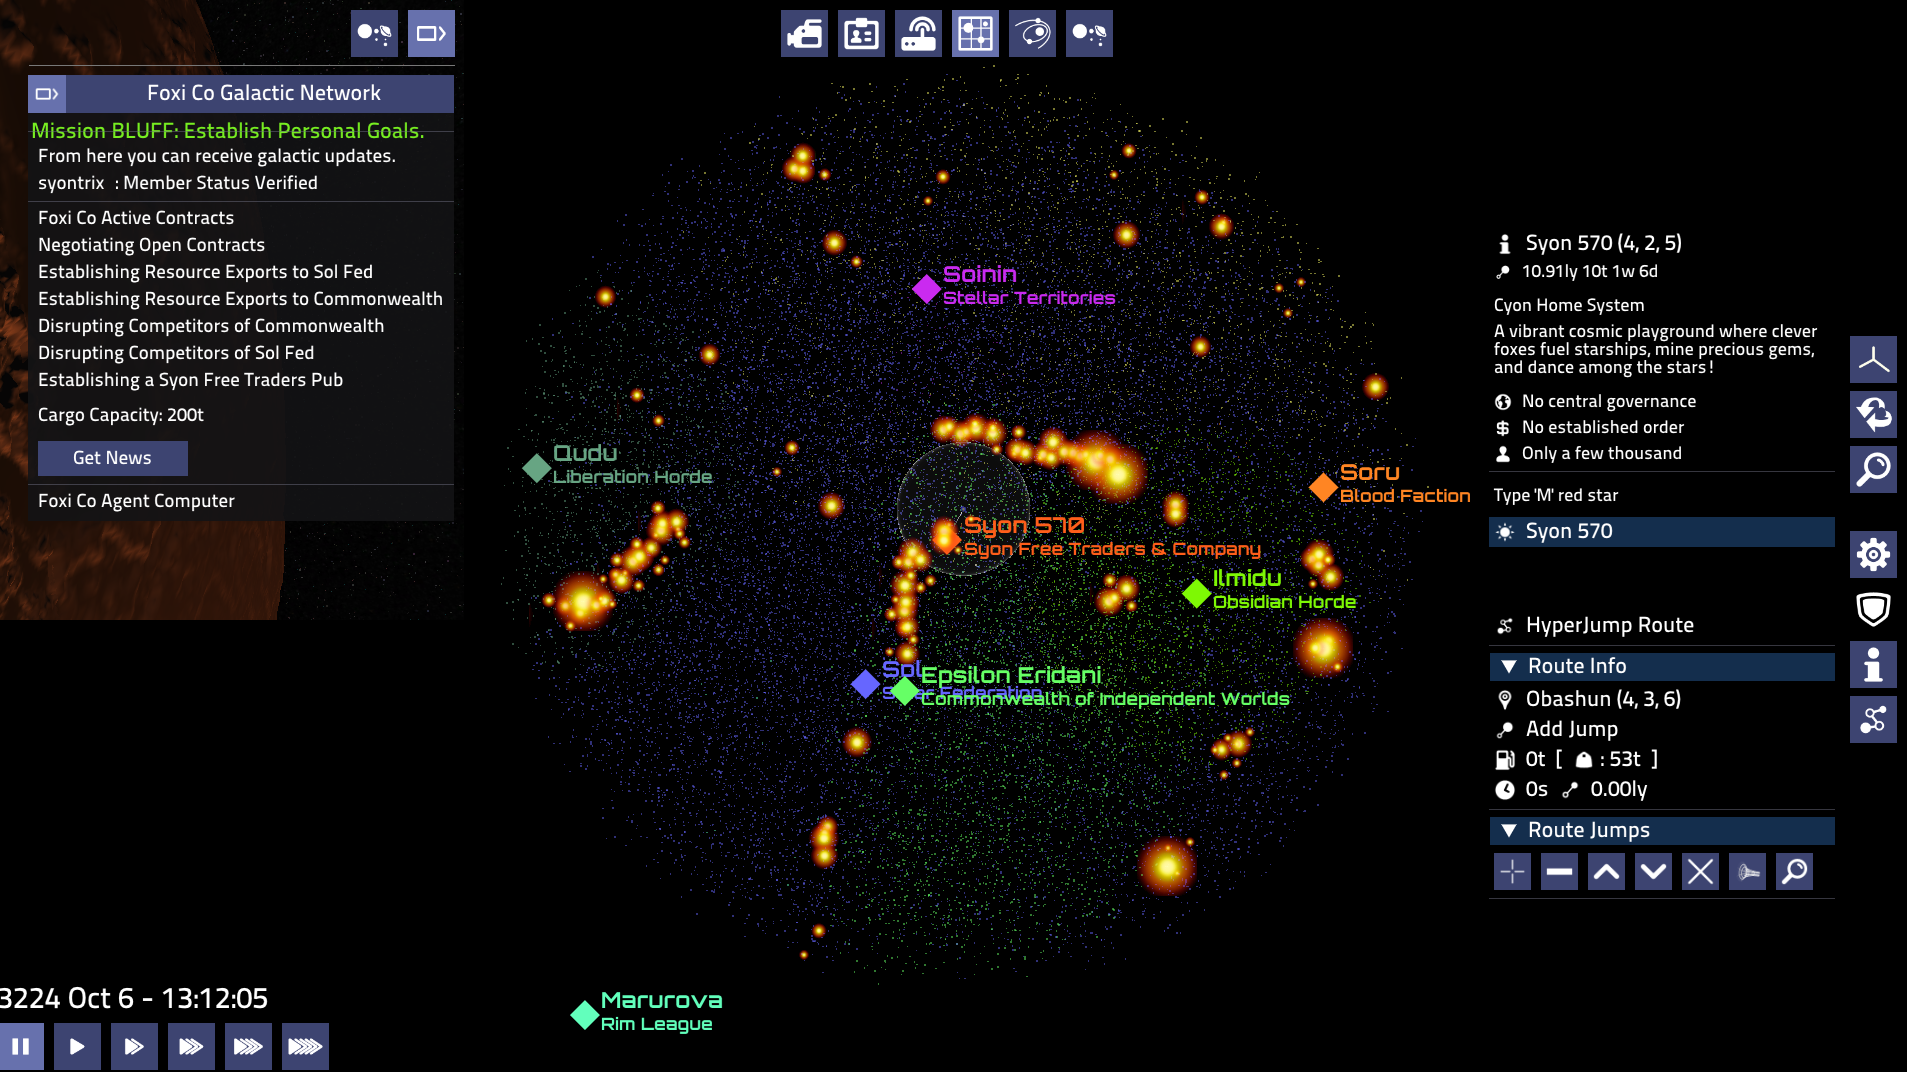 Foxi Co Galactic Network
Mission BLUFF: Establish Personal Goals.
From here you can receive galactic updates.
syontrix : Member Status Verified
Foxi Co Active Contracts
Negotiating Open Contracts
Establishing Resource Exports to Sol Fed
Establishing Resource Exports to Commonwealth
Disrupting Competitors of Commonwealth
Disrupting Competitors of Sol Fed
Establishing a Syon Free Traders Pub
Cargo Capacity: 200t
Get News
Foxi Co Agent Computer
Soinin
Stellar Territories
Qudu
Liberation Horde
Soru
Blood Faction
Syon 570
Syon Free Traders & Company
Ilmidu
Obsidian Horde
Sol
Solar Federation
Epsilon Eridani
Commonwealth of Independent Worlds
Marurova
Rim League
3224 Oct 6 - 13:12:05
Syon 570 (4, 2, 5)
10.91ly 10t 1w 6d
Cyon Home System
A vibrant cosmic playground where clever
foxes fuel starships, mine precious gems,
and dance among the stars!
No central governance
No established order
Only a few thousand
Type 'M' red star
Syon 570
HyperJump Route
▼ Route Info
Obashun (4, 3, 6)
Add Jump
0t [ : 53t ]
0s 0.00ly
▼ Route Jumps